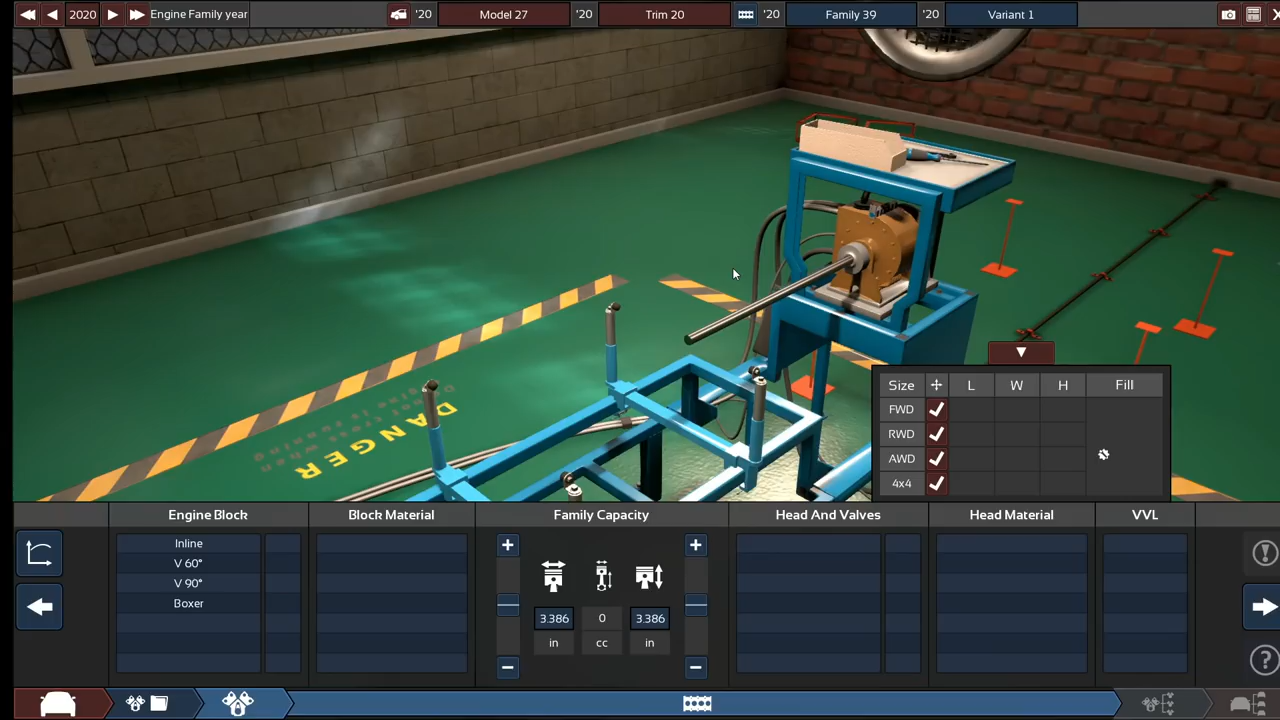 2020 Engine Family year '20 Model 27 '20 Trim 20 '20 Family 39 '20 Variant 1
DANGER
Size L W H Fill
FWD
RWD
AWD
4x4
Engine Block Block Material Family Capacity Head And Valves Head Material VVL
Inline
V 60°
V 90°
Boxer
3.386 0 3.386
in cc in